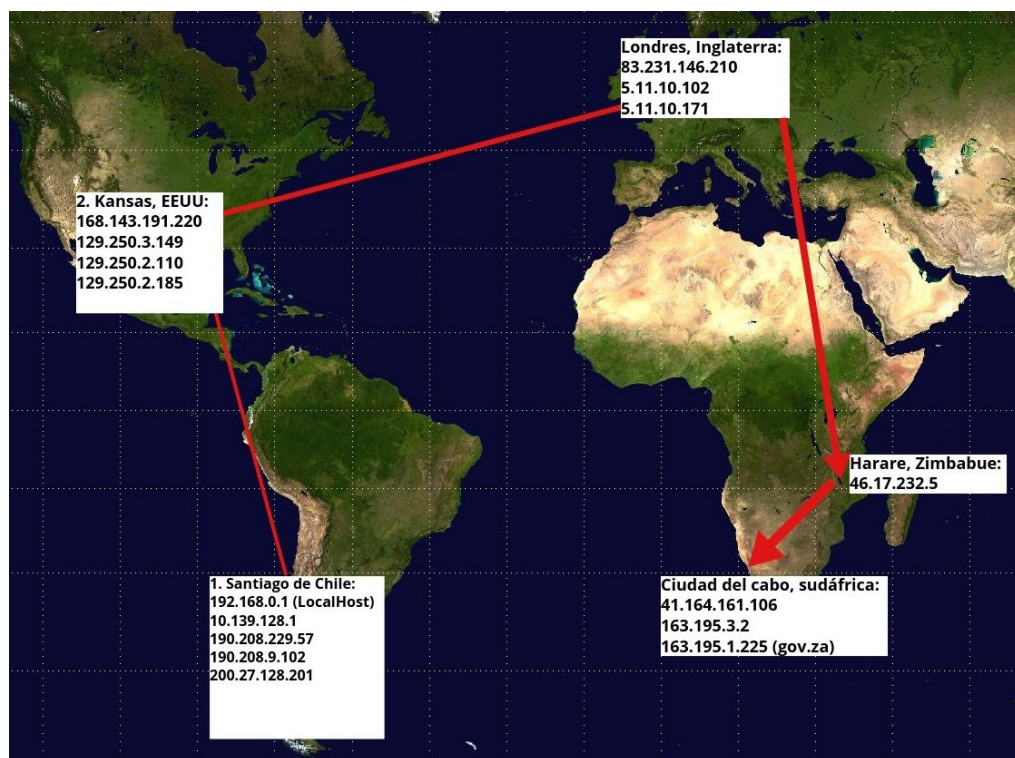 Londres, Inglaterra:
83.231.146.210
5.11.10.102
5.11.10.171
2. Kansas, EEUU:
168.143.191.220
129.250.3.149
129.250.2.110
129.250.2.185
Harare, Zimbabue:
46.17.232.5
1. Santiago de Chile:
192.168.0.1 (LocalHost)
10.139.128.1
190.208.229.57
190.208.9.102
200.27.128.201
Ciudad del cabo, sudáfrica:
41.164.161.106
163.195.3.2
163.195.1.225 (gov.za)